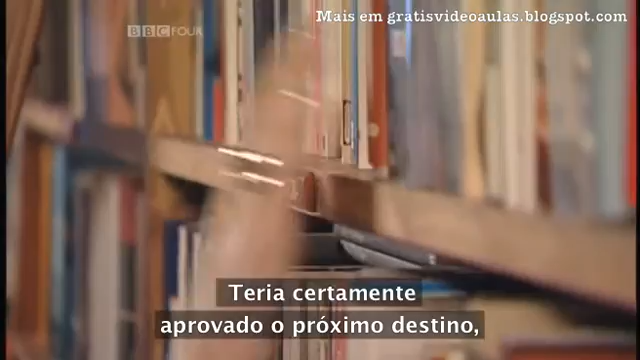 Mais em gratisvideoaulas.blogspot.com
BBC FOUR
Teria certamente
aprovado o próximo destino,